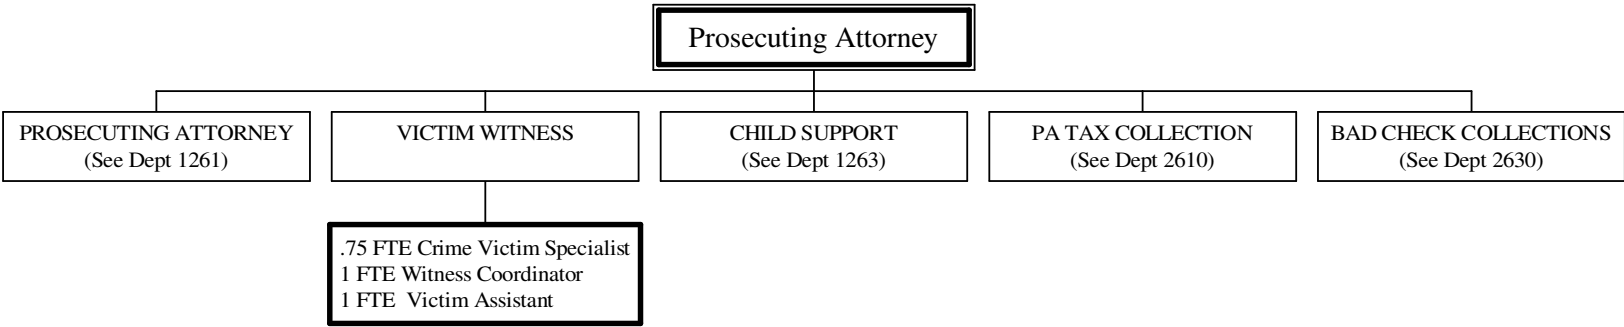 Prosecuting Attorney
PROSECUTING ATTORNEY
(See Dept 1261)
VICTIM WITNESS
CHILD SUPPORT
(See Dept 1263)
PA TAX COLLECTION
(See Dept 2610)
BAD CHECK COLLECTIONS
(See Dept 2630)
.75 FTE Crime Victim Specialist
1 FTE Witness Coordinator
1 FTE  Victim Assistant